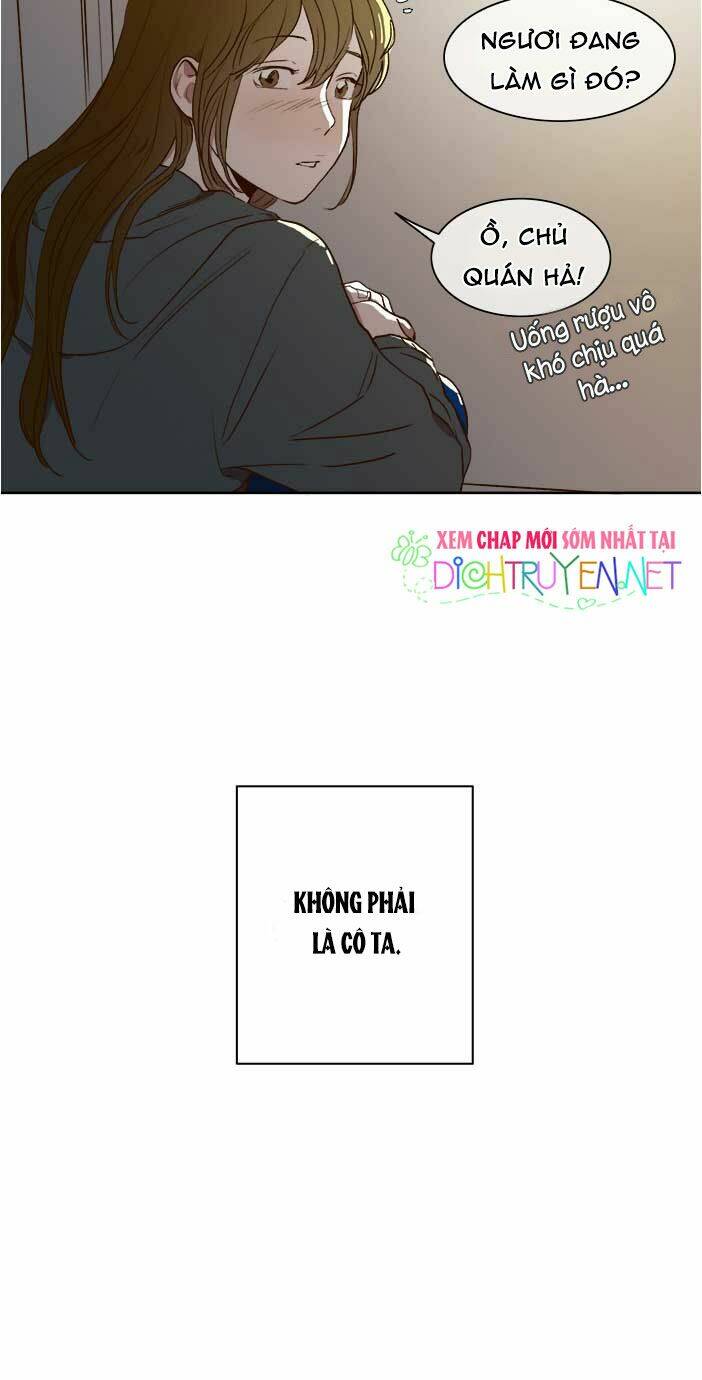 NGƯƠI ĐANG
LÀM GÌ ĐÓ?
Ồ, CHỦ
QUÁN HẢ!
Uống rượu vô
khó chịu quá
hà...
XEM CHAP MỚI SỚM NHẤT TẠI
DICHTRUYEN.NET
KHÔNG PHẢI
LÀ CÔ TA.